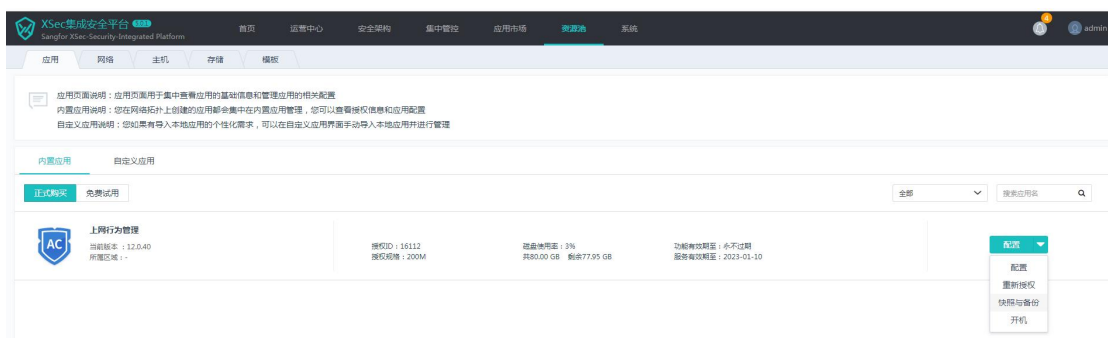 XSec集成安全平台 5.0.1
Sangfor XSec-Security-Integrated Platform
首页 运营中心 安全架构 集中管控 应用市场 资源池 系统
4
admin
应用 网络 主机 存储 模板
应用页面说明：应用页面用于集中查看应用的基础信息和管理应用的相关配置
内置应用说明：您在网络拓扑上创建的应用都会集中在内置应用管理，您可以查看授权信息和应用配置
自定义应用说明：您如果有导入本地应用的个性化需求，可以在自定义应用界面手动导入本地应用并进行管理
内置应用 自定义应用
正式购买 免费试用 全部 搜索应用名
AC
上网行为管理
当前版本 ：12.0.40 授权ID：16112 磁盘使用率：3% 功能有效期至：永不过期 配置
所属区域：- 授权规格：200M 共80.00 GB 剩余77.95 GB 服务有效期至：2023-01-10
配置
重新授权
快照与备份
开机